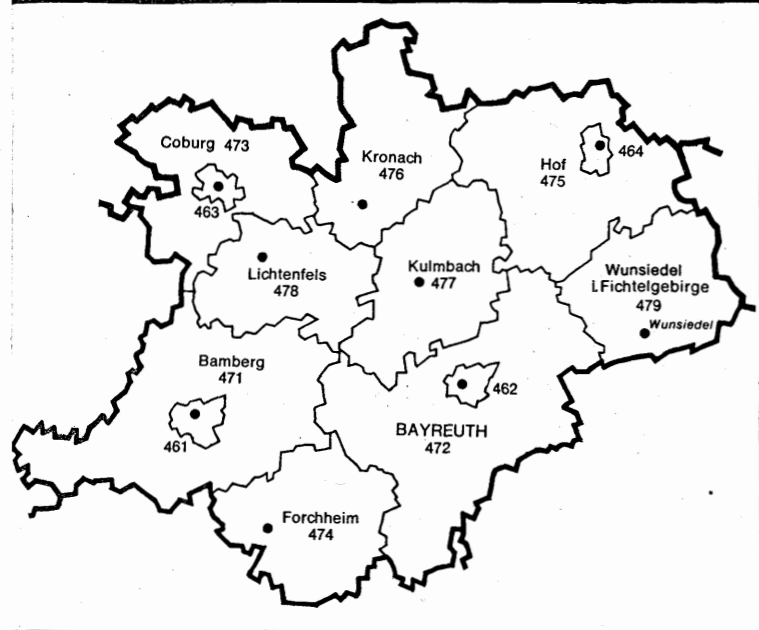 Coburg 473
463
Kronach
476
Hof
475
464
Lichtenfels
478
Kulmbach
477
Wunsiedel
i.Fichtelgebirge
479
Wunsiedel
Bamberg
471
461
462
BAYREUTH
472
Forchheim
474